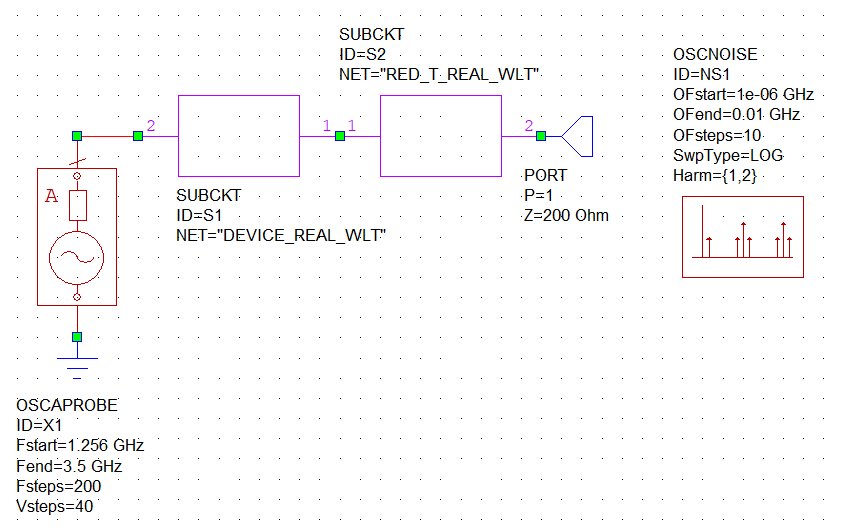 SUBCKT
ID=S2
NET="RED_T_REAL_WLT"
OSCNOISE
ID=NS1
OFstart=1e-06 GHz
OFend=0.01 GHz
OFsteps=10
SwpType=LOG
Harm={1,2}
2
1
1
2
A
SUBCKT
ID=S1
NET="DEVICE_REAL_WLT"
PORT
P=1
Z=200 Ohm
OSCAPROBE
ID=X1
Fstart=1.256 GHz
Fend=3.5 GHz
Fsteps=200
Vsteps=40